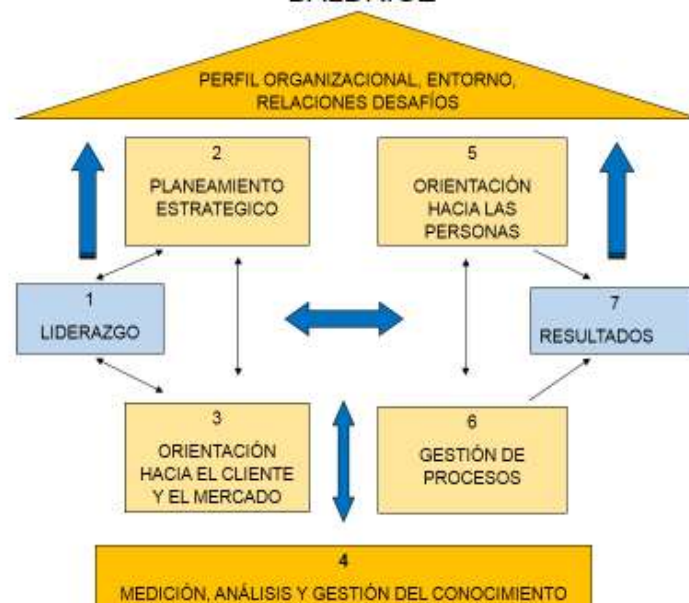 PERFIL ORGANIZACIONAL, ENTORNO,
RELACIONES DESAFÍOS
2
PLANEAMIENTO
ESTRATEGICO
5
ORIENTACIÓN
HACIA LAS
PERSONAS
1
LIDERAZGO
7
RESULTADOS
3
ORIENTACIÓN
HACIA EL CLIENTE
Y EL MERCADO
6
GESTIÓN DE
PROCESOS
4
MEDICIÓN, ANÁLISIS Y GESTIÓN DEL CONOCIMIENTO